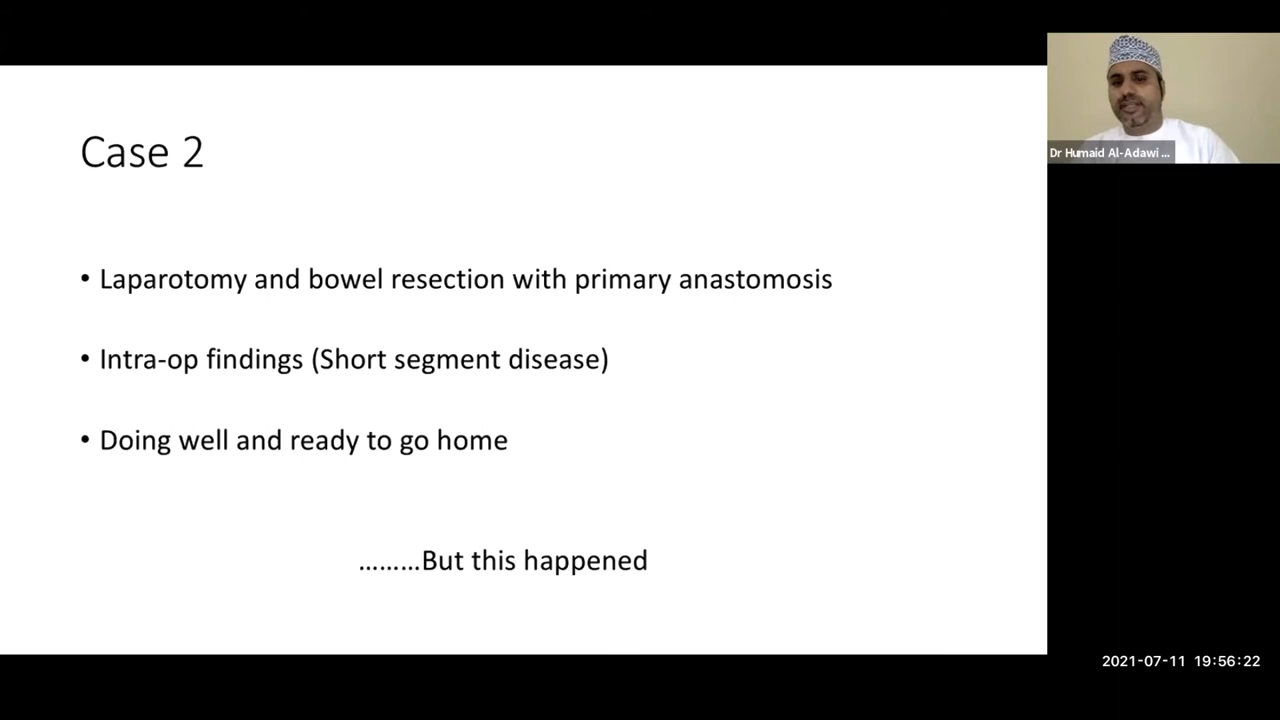 Case 2
• Laparotomy and bowel resection with primary anastomosis
• Intra-op findings (Short segment disease)
• Doing well and ready to go home
.........But this happened
Dr Humaid Al-Adawi ...
2021-07-11 19:56:22